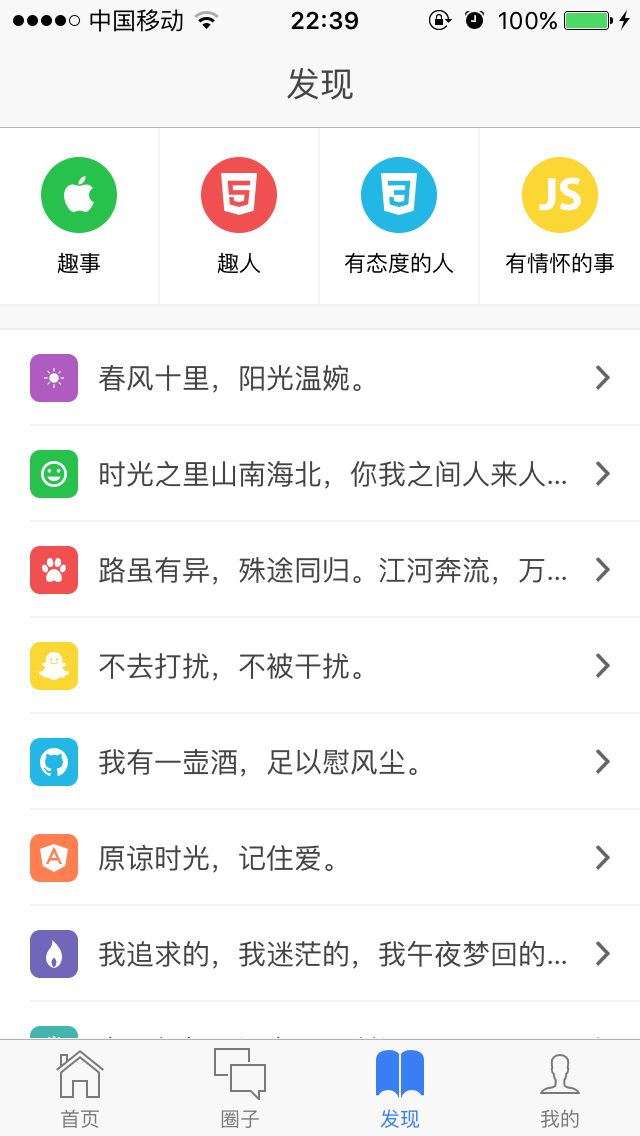 中国移动 22:39 100%
发现
趣事 趣人 有态度的人 有情怀的事
春风十里，阳光温婉。
时光之里山南海北，你我之间人来人...
路虽有异，殊途同归。江河奔流，万...
不去打扰，不被干扰。
我有一壶酒，足以慰风尘。
原谅时光，记住爱。
我追求的，我迷茫的，我午夜梦回的...
首页 圈子 发现 我的